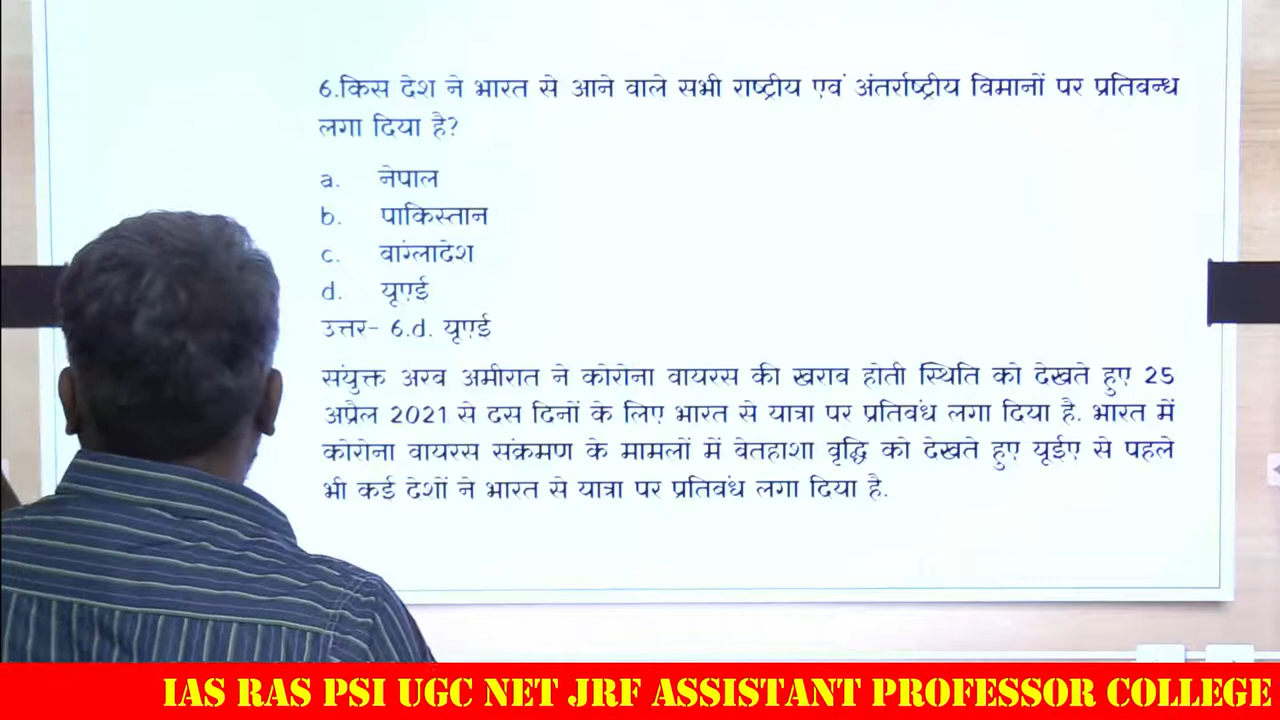 6.किस देश ने भारत से आने वाले सभी राष्ट्रीय एवं अंतर्राष्ट्रीय विमानों पर प्रतिबन्ध
लगा दिया है?
a. नेपाल
b. पाकिस्तान
c. बांग्लादेश
d. यूएई
उत्तर- 6.d. यूएई
संयुक्त अरब अमीरात ने कोरोना वायरस की खराब होती स्थिति को देखते हुए 25
अप्रैल 2021 से दस दिनों के लिए भारत से यात्रा पर प्रतिबंध लगा दिया है. भारत में
कोरोना वायरस संक्रमण के मामलों में बेतहाशा वृद्धि को देखते हुए यूईए से पहले
भी कई देशों ने भारत से यात्रा पर प्रतिबंध लगा दिया है.
IAS RAS PSI UGC NET JRF ASSISTANT PROFESSOR COLLEGE